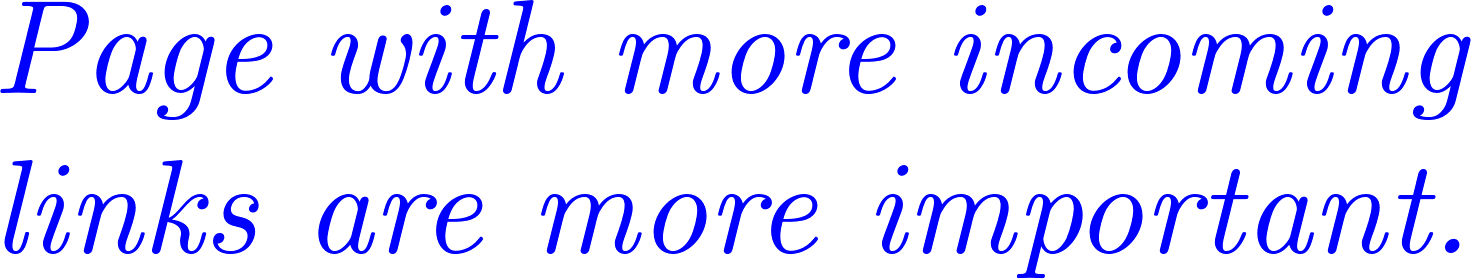 Page with more incoming
links are more important.